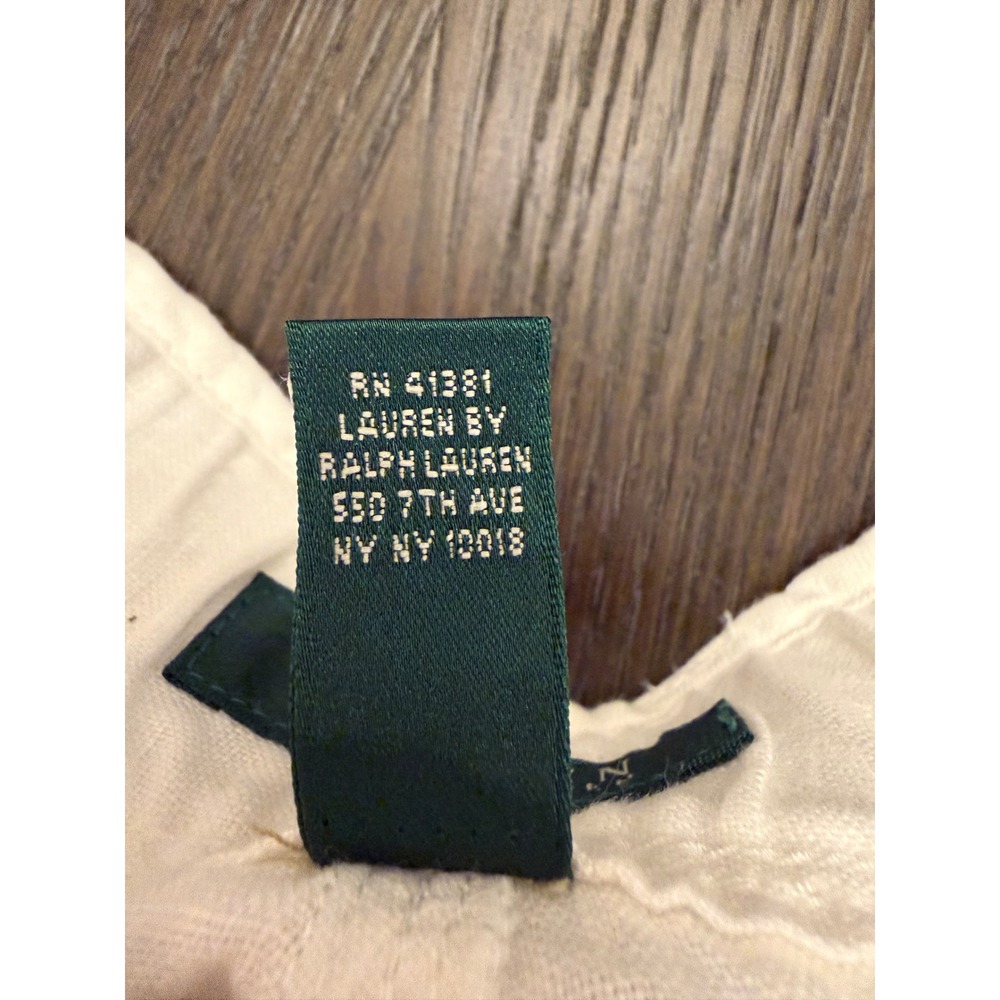 RN 41381
LAUREN BY
RALPH LAUREN
550 7TH AVE
NY NY 10018